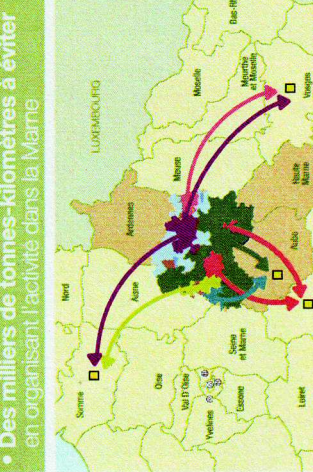 • Des milliers de tonnes-kilomètres à éviter
en organisant l'activité dans la Marne
LUXEMBOURG
Nord
Somme
Aisne
Ardennes
Meuse
Moselle
Meurthe
et Moselle
Bas-Rh
Vosges
Haute
Marne
Aube
Oise
Val D'Oise
Yvelines
Essonne
Seine
et Marne
Loiret